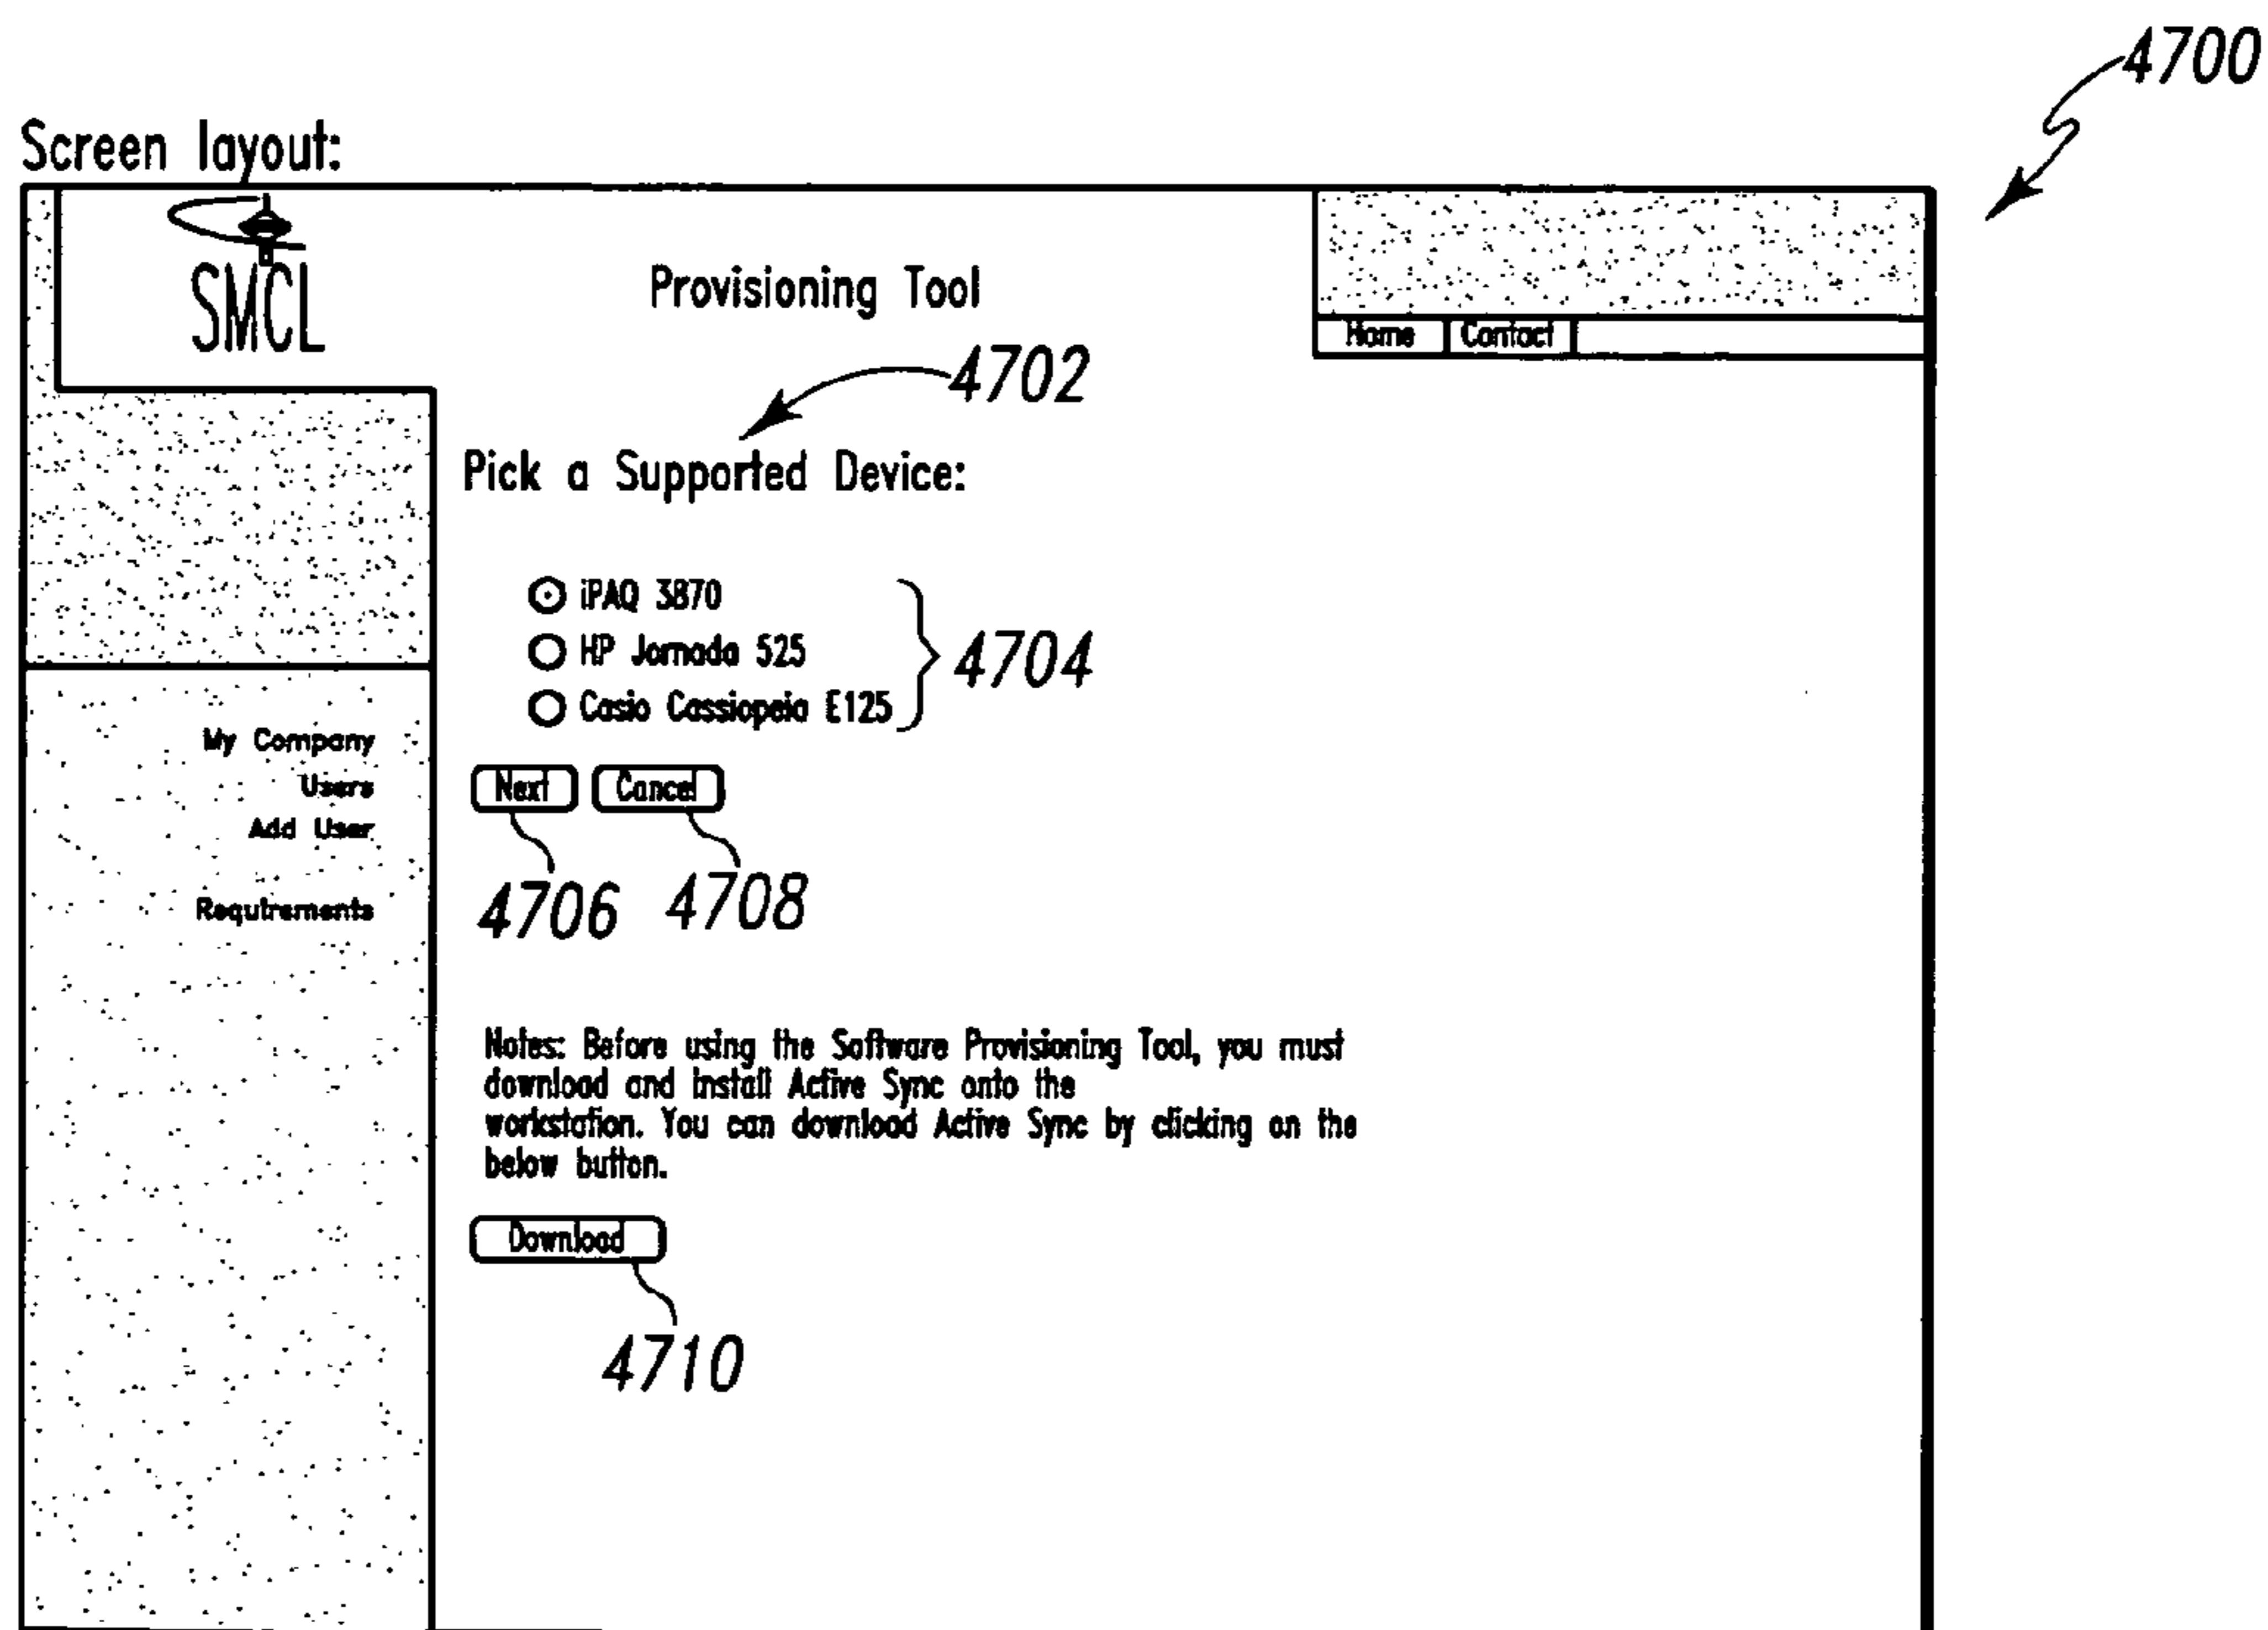 4700
Screen layout:
SMCL
Provisioning Tool
Home Contact
4702
Pick a Supported Device:
iPAQ 3870
HP Jornada 525
Casio Cassiopeia E125
4704
My Company
Users
Add User
Requirements
Next Cancel
4706 4708
Notes: Before using the Software Provisioning Tool, you must
download and install Active Sync onto the
workstation. You can download Active Sync by clicking on the
below button.
Download
4710